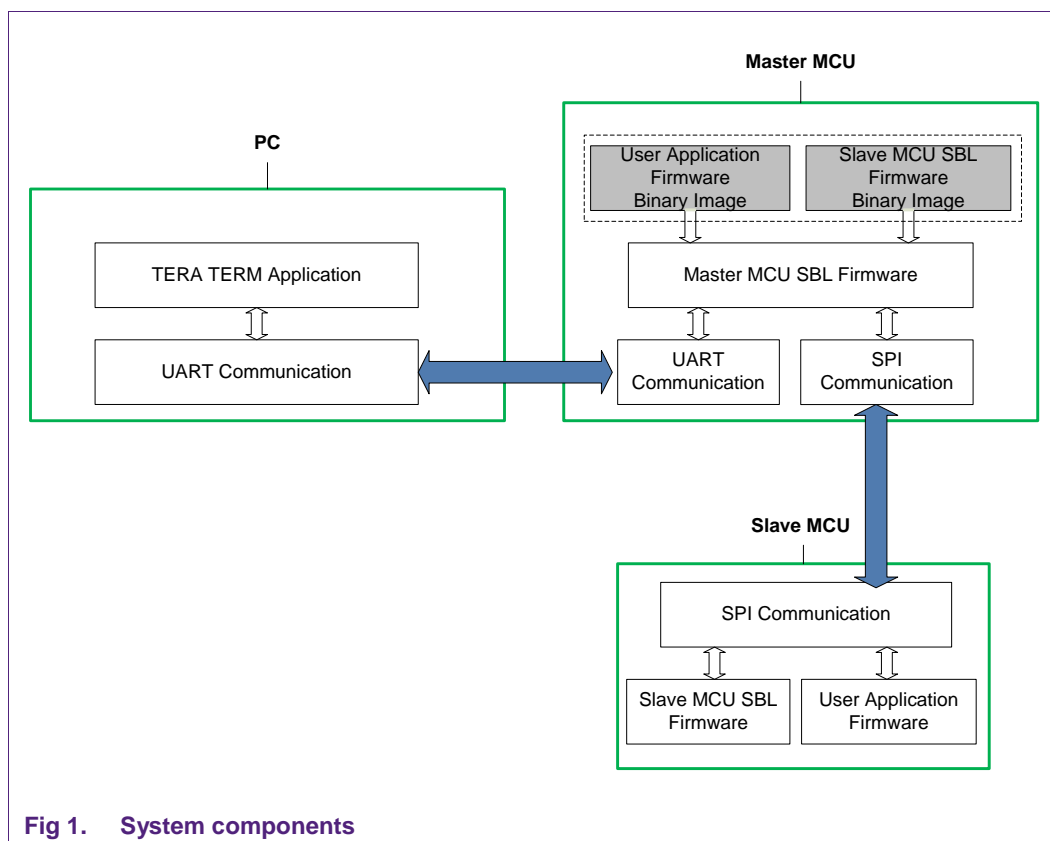 Master MCU
PC
User Application
Firmware
Binary Image
Slave MCU SBL
Firmware
Binary Image
TERA TERM Application
Master MCU SBL Firmware
UART Communication
UART
Communication
SPI
Communication
Slave MCU
SPI Communication
Slave MCU SBL
Firmware
User Application
Firmware
Fig 1. System components